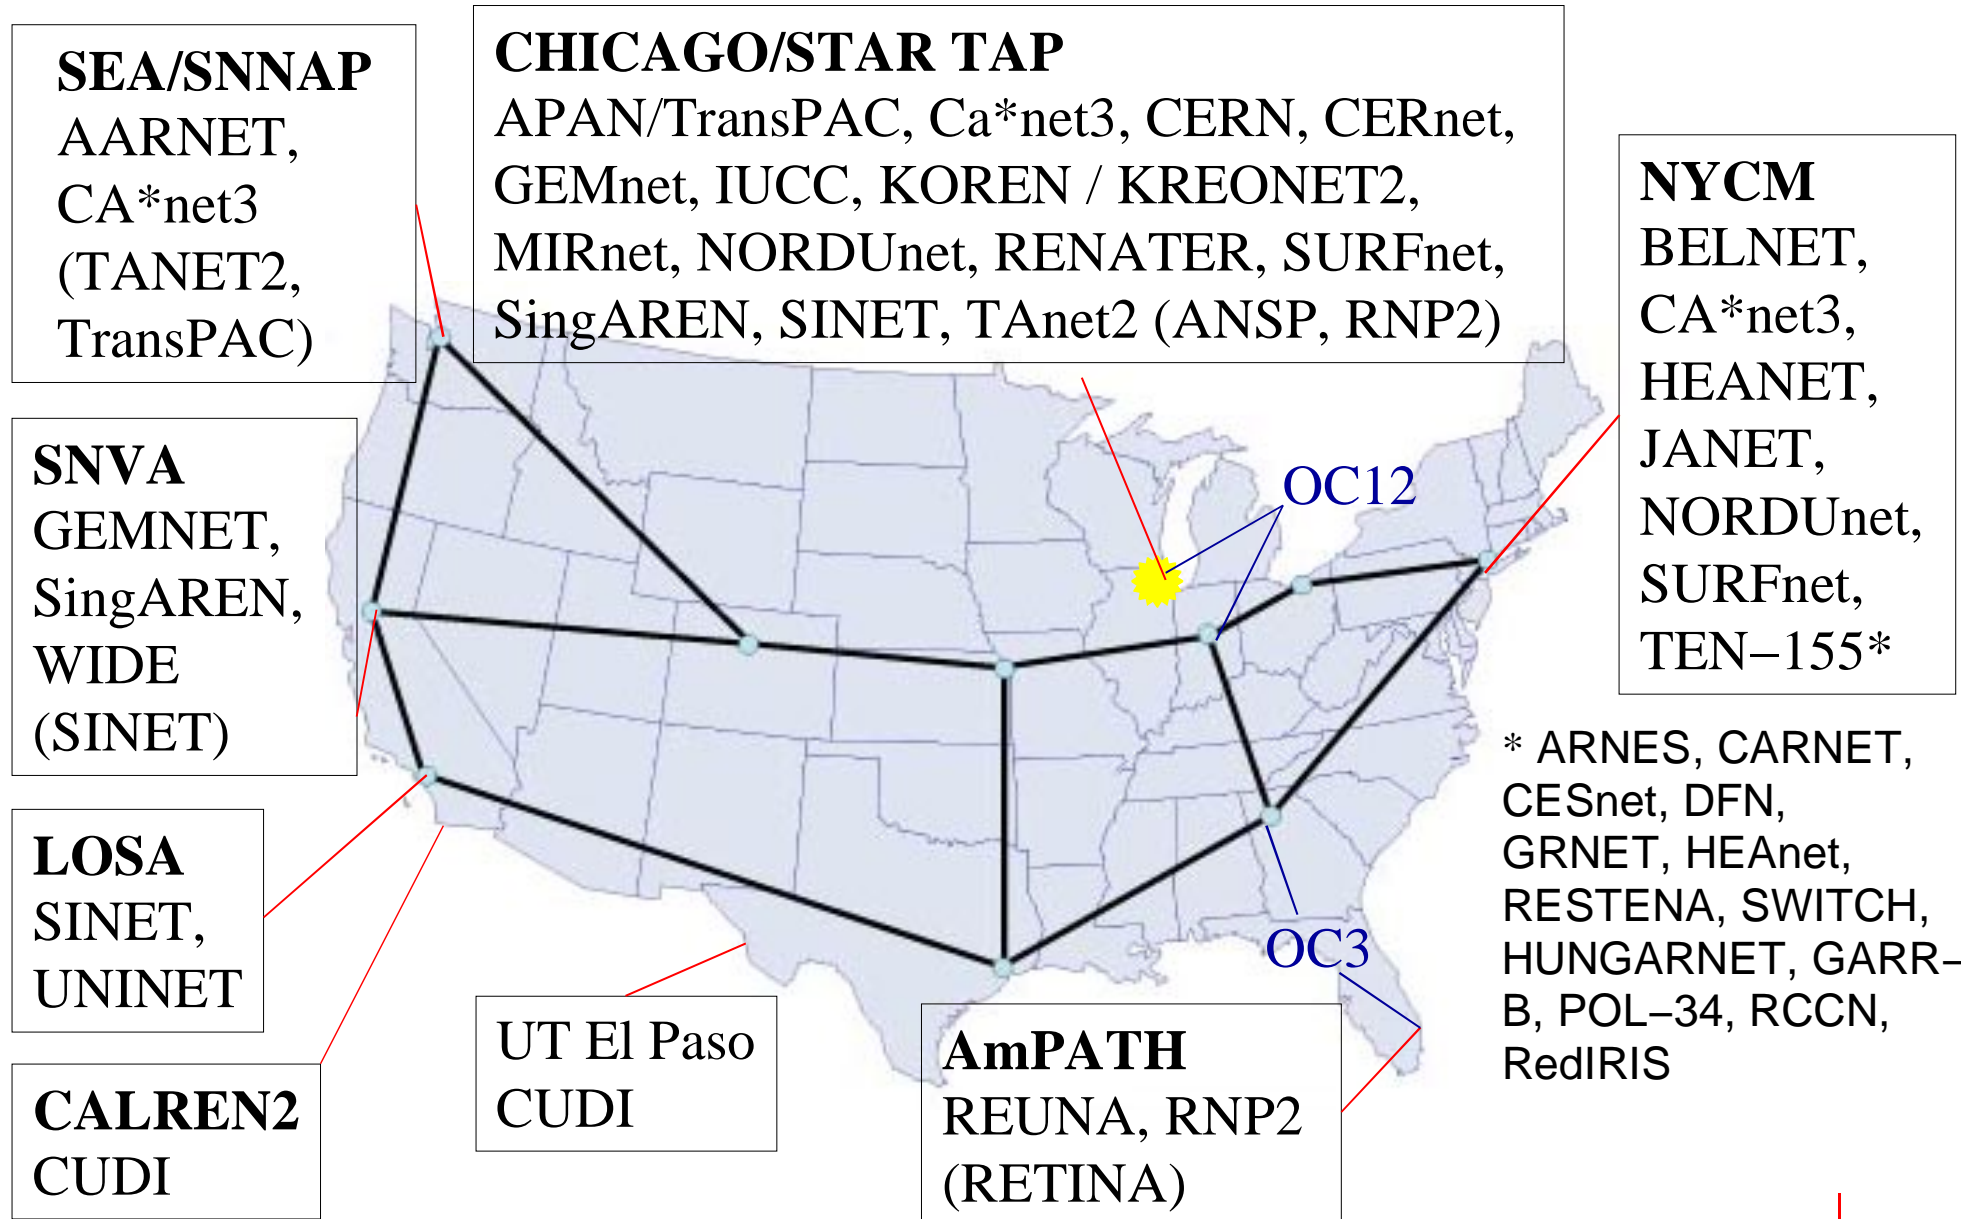 SEA/SNNAP
AARNET,
CA*net3
(TANET2,
TransPAC)
CHICAGO/STAR TAP
APAN/TransPAC, Ca*net3, CERN, CERnet,
GEMnet, IUCC, KOREN / KREONET2,
MIRnet, NORDUnet, RENATER, SURFnet,
SingAREN, SINET, TAnet2 (ANSP, RNP2)
NYCM
BELNET,
CA*net3,
HEANET,
JANET,
NORDUnet,
SURFnet,
TEN−155*
SNVA
GEMNET,
SingAREN,
WIDE
(SINET)
OC12
* ARNES, CARNET,
CESnet, DFN,
GRNET, HEAnet,
RESTENA, SWITCH,
HUNGARNET, GARR−
B, POL−34, RCCN,
RedIRIS
LOSA
SINET,
UNINET
OC3
UT El Paso
CUDI
AmPATH
REUNA, RNP2
(RETINA)
CALREN2
CUDI